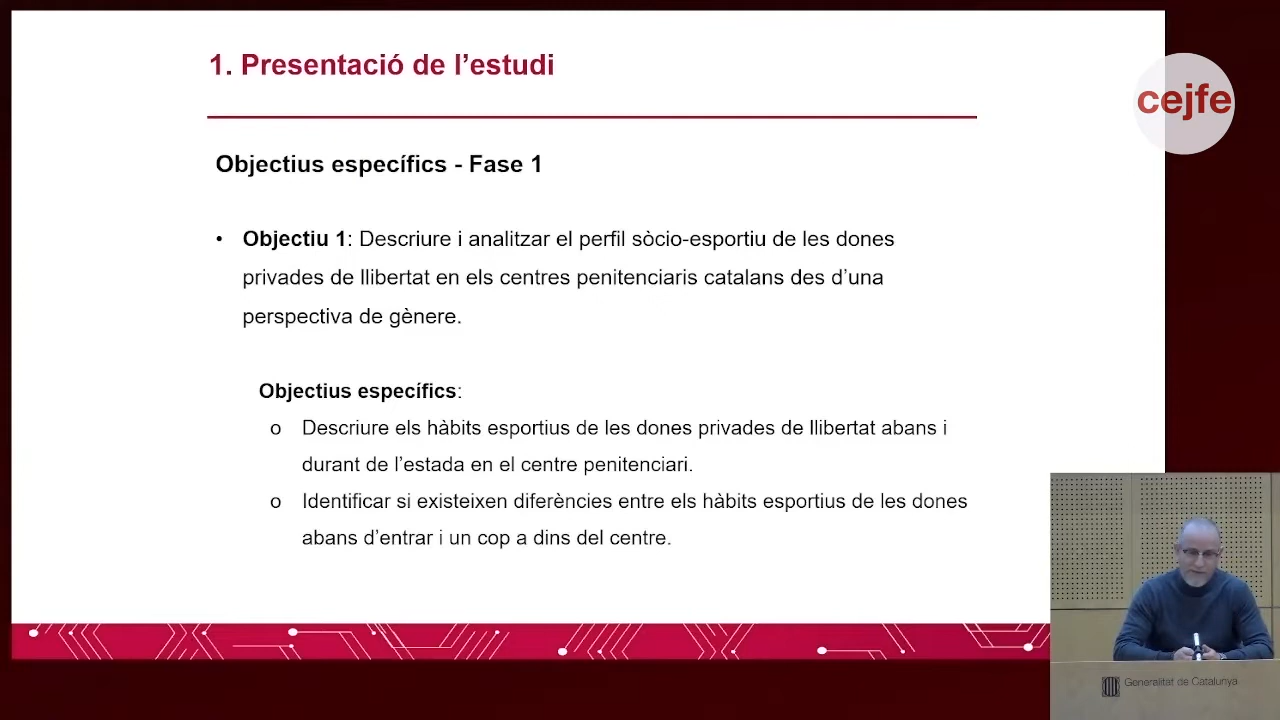 1. Presentació de l’estudi
cejfe
Objectius específics - Fase 1
• Objectiu 1: Descriure i analitzar el perfil sòcio-esportiu de les dones
privades de llibertat en els centres penitenciaris catalans des d’una
perspectiva de gènere.
Objectius específics:
o Descriure els hàbits esportius de les dones privades de llibertat abans i
durant de l’estada en el centre penitenciari.
o Identificar si existeixen diferències entre els hàbits esportius de les dones
abans d’entrar i un cop a dins del centre.
Generalitat de Catalunya